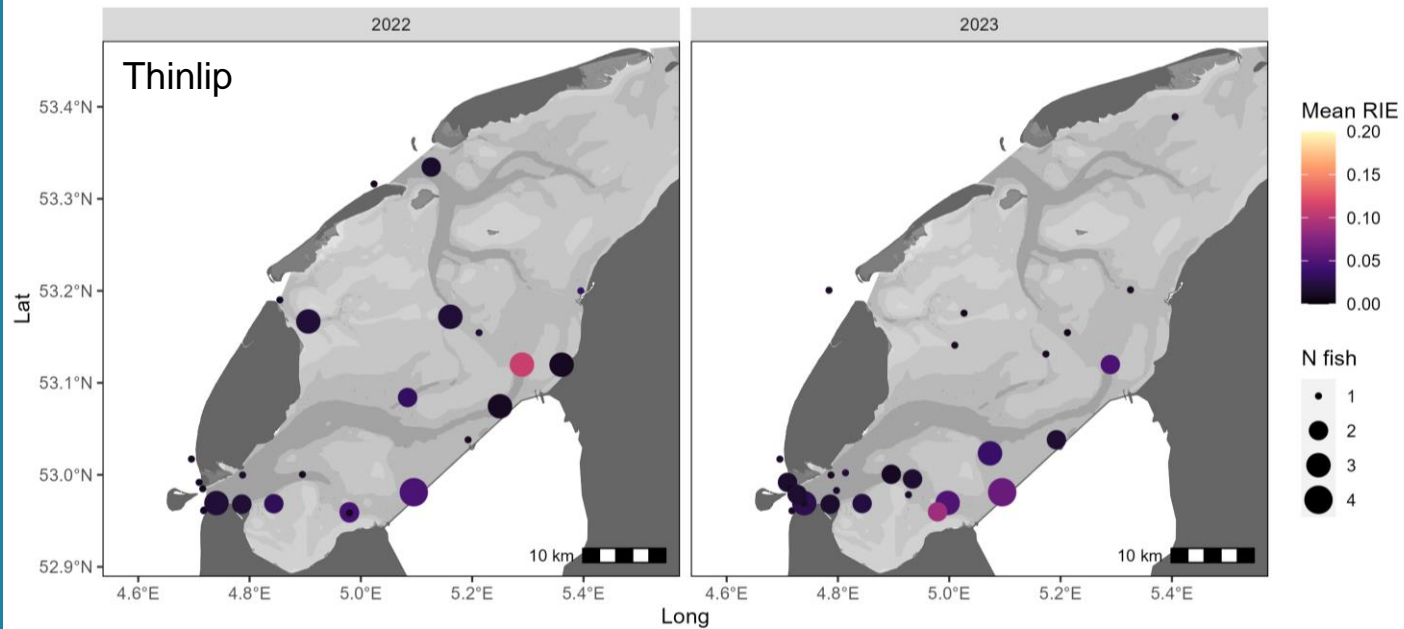 2022
2023
Thinlip
53.4°N
53.3°N
53.2°N
53.1°N
53.0°N
52.9°N
Lat
10 km
10 km
4.6°E 4.8°E 5.0°E 5.2°E 5.4°E
4.6°E 4.8°E 5.0°E 5.2°E 5.4°E
Long
Mean RIE
0.20
0.15
0.10
0.05
0.00
N fish
1
2
3
4